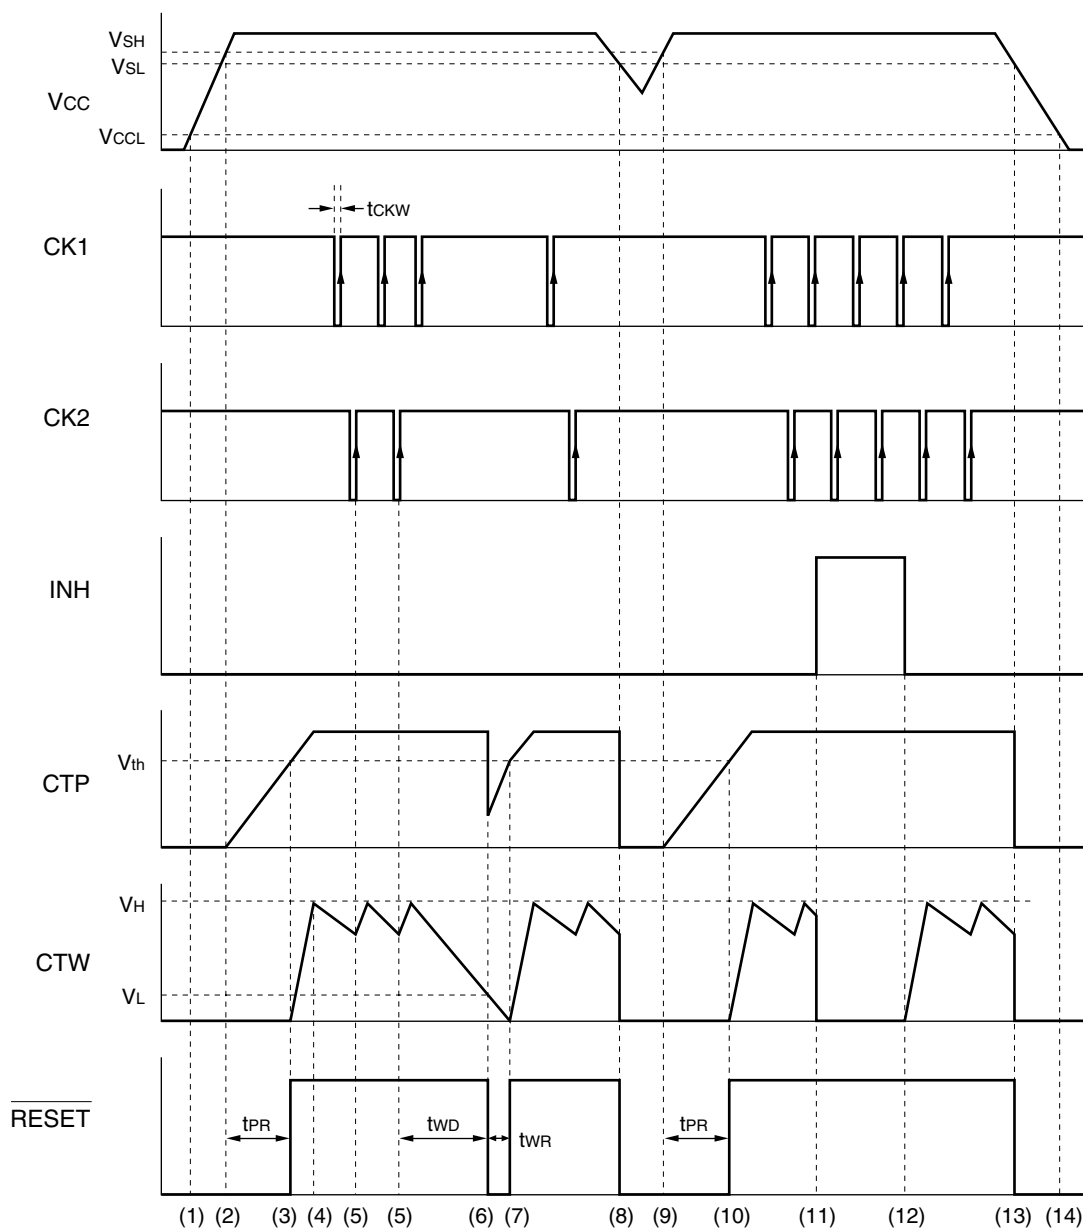 VSH
VSL
VCC
VCCL
tCKW
CK1
CK2
INH
Vth
CTP
VH
CTW
VL
RESET
tPR
tWD
tWR
tPR
(1) (2) (3) (4) (5) (5) (6) (7) (8) (9) (10) (11) (12) (13) (14)